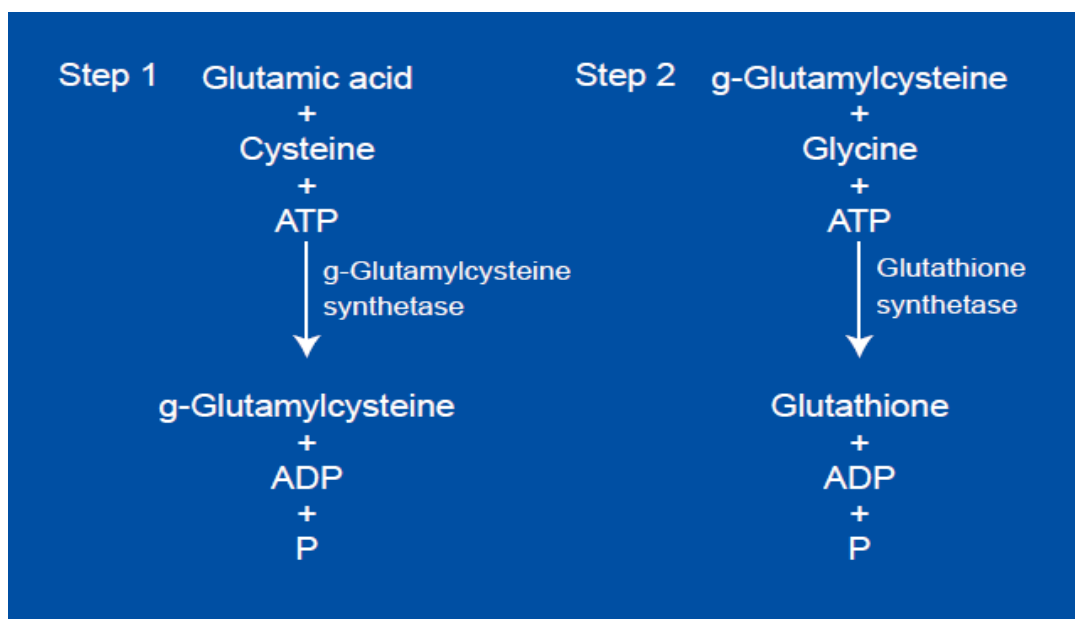 Step 1
Glutamic acid
+
Cysteine
+
ATP
g-Glutamylcysteine
synthetase
g-Glutamylcysteine
+
ADP
+
P
Step 2
g-Glutamylcysteine
+
Glycine
+
ATP
Glutathione
synthetase
Glutathione
+
ADP
+
P